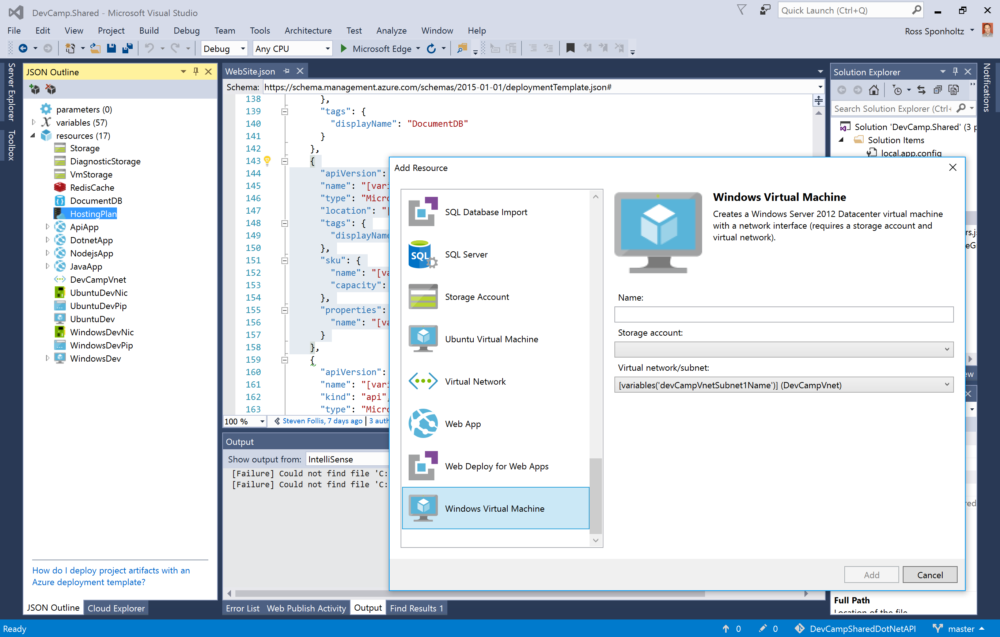 DevCamp.Shared - Microsoft Visual Studio
Quick Launch (Ctrl+Q)
File Edit View Project Build Debug Team Tools Architecture Test Analyze Window Help
Ross Sponholtz
Debug Any CPU Microsoft Edge
Server Explorer
Toolbox
JSON Outline
parameters (0)
variables (57)
resources (17)
Storage
DiagnosticStorage
VmStorage
RedisCache
DocumentDB
HostingPlan
ApiApp
DotnetApp
NodejsApp
JavaApp
DevCampVnet
UbuntuDevNic
UbuntuDevPip
UbuntuDev
WindowsDevNic
WindowsDevPip
WindowsDev
How do I deploy project artifacts with an
Azure deployment template?
JSON Outline Cloud Explorer
WebSite.json
Schema: https://schema.management.azure.com/schemas/2015-01-01/deploymentTemplate.json#
138 },
139 "tags": {
140 "displayName": "DocumentDB"
141 }
142 },
143 {
144 "apiVersion":
145 "name": "[vari
146 "type": "Micro
147 "location": "[
148 "tags": {
149 "displayName
150 },
151 "sku": {
152 "name": "[va
153 "capacity":
154 },
155 "properties":
156 "name": "[va
157 }
158 },
159 {
160 "apiVersion":
161 "name": "[vari
162 "kind": "api",
163 "type": "Micro
100 % Steven Follis, 7 days ago | 3 auth
Output
Show output from: IntelliSense
[Failure] Could not find file 'C:
[Failure] Could not find file 'C:
Error List Web Publish Activity Output Find Results 1
Add Resource
SQL Database Import
SQL Server
Storage Account
Ubuntu Virtual Machine
Virtual Network
Web App
Web Deploy for Web Apps
Windows Virtual Machine
Windows Virtual Machine
Creates a Windows Server 2012 Datacenter virtual machine
with a network interface (requires a storage account and
virtual network).
Name:
Storage account:
Virtual network/subnet:
[variables('devCampVnetSubnet1Name')] (DevCampVnet)
Add Cancel
Solution Explorer
Search Solution Explorer (Ctrl+
Solution 'DevCamp.Shared' (3 p
Solution Items
local.app.config
rs.j
eG
ew
red
Full Path
Location of the file
Notifications
Ready
0 0 DevCampSharedDotNetAPI master